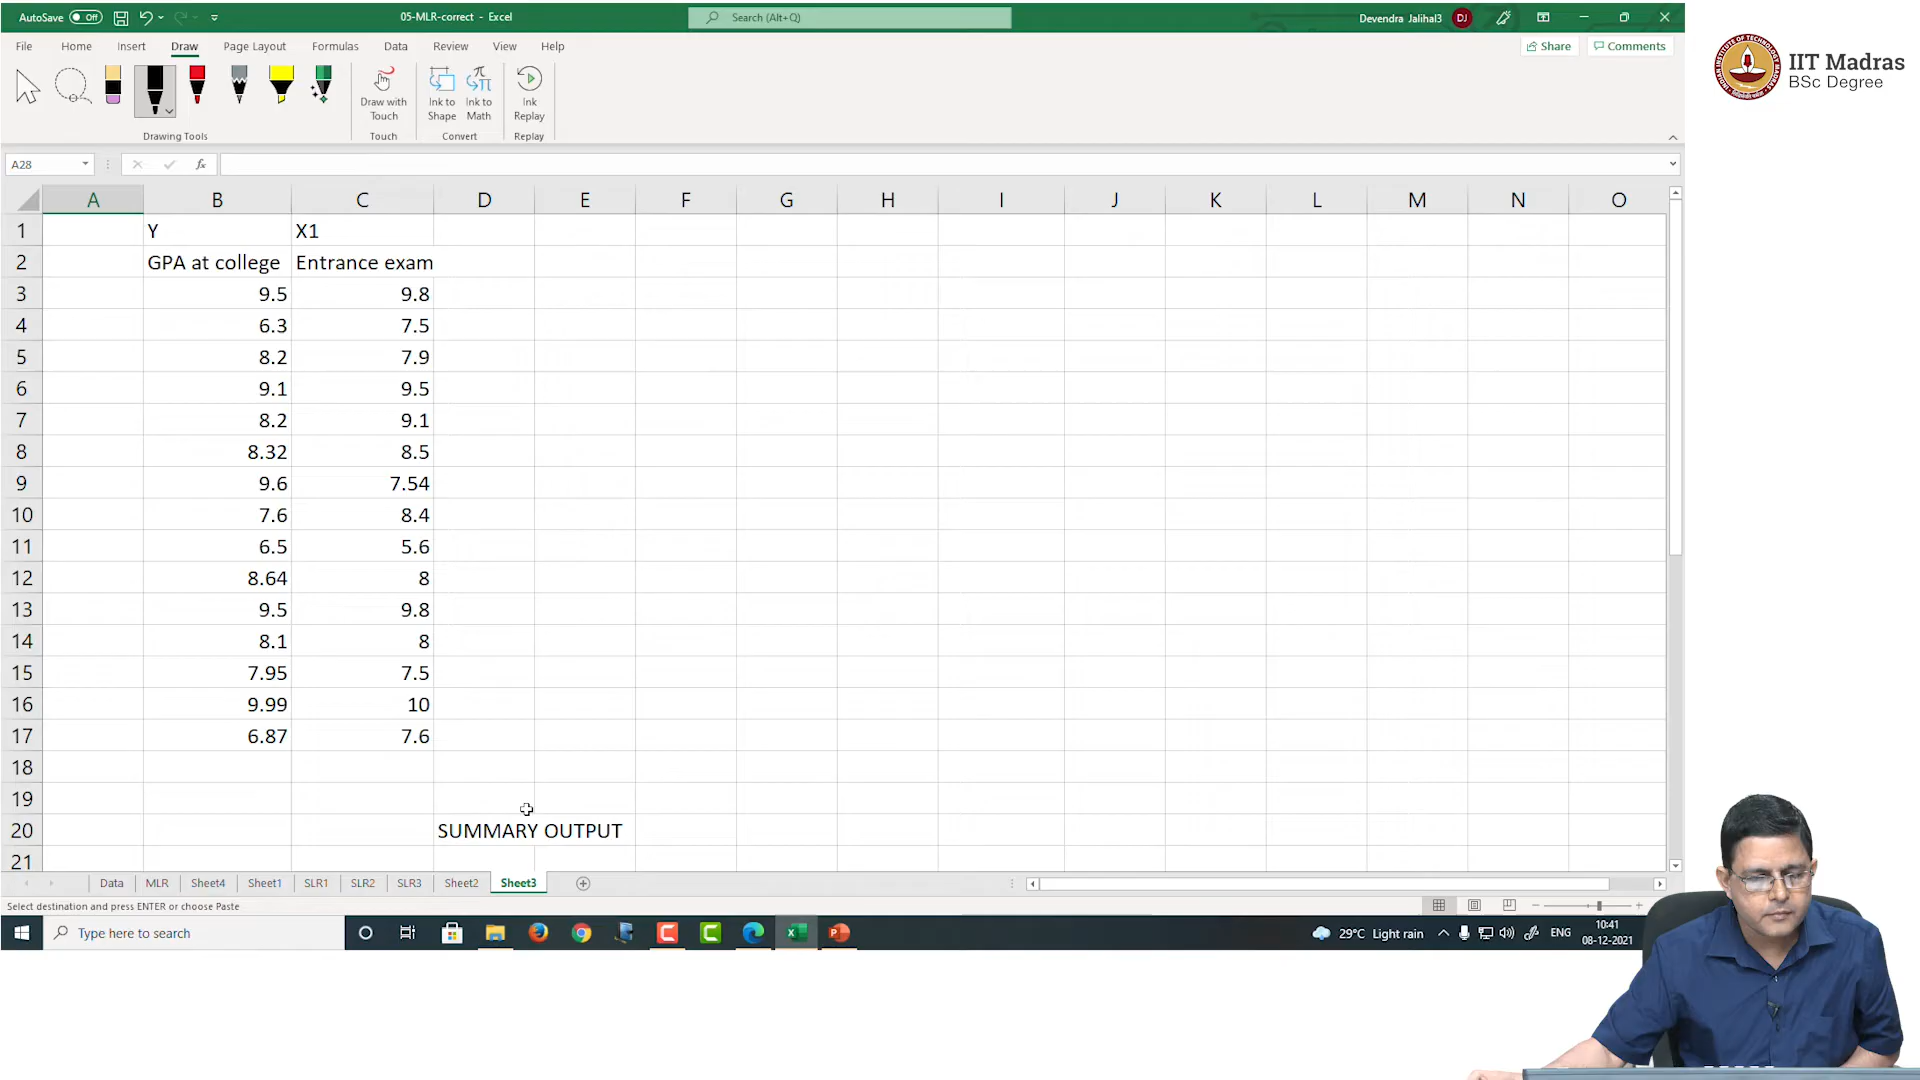 AutoSave Off
05-MLR-correct - Excel
Search (Alt+Q)
Devendra Jalihal3 DJ
File Home Insert Draw Page Layout Formulas Data Review View Help
Share Comments
Draw with Touch
Ink to Shape
Ink to Math
Ink Replay
Drawing Tools Touch Convert Replay
A28 fx
A B C D E F G H I J K L M N O
1 Y X1
2 GPA at college Entrance exam
3 9.5 9.8
4 6.3 7.5
5 8.2 7.9
6 9.1 9.5
7 8.2 9.1
8 8.32 8.5
9 9.6 7.54
10 7.6 8.4
11 6.5 5.6
12 8.64 8
13 9.5 9.8
14 8.1 8
15 7.95 7.5
16 9.99 10
17 6.87 7.6
18
19
20 SUMMARY OUTPUT
21
Data MLR Sheet4 Sheet1 SLR1 SLR2 SLR3 Sheet2 Sheet3
Select destination and press ENTER or choose Paste
Type here to search
29°C Light rain
ENG
10:41
08-12-2021
IIT Madras
BSc Degree